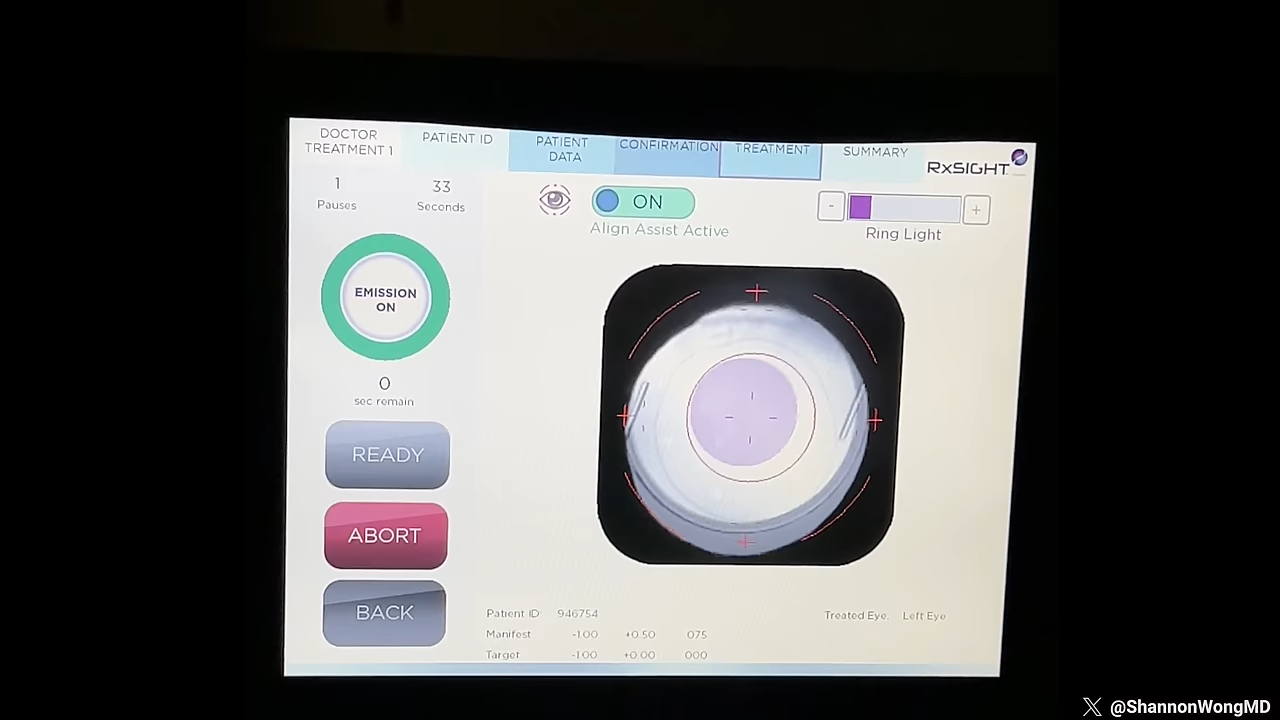 DOCTOR
TREATMENT 1
PATIENT ID
PATIENT
DATA
CONFIRMATION
TREATMENT
SUMMARY
RxSIGHT
1
Pauses
33
Seconds
ON
Align Assist Active
-
+
Ring Light
EMISSION
ON
0
sec remain
READY
ABORT
BACK
Patient ID: 946754
Manifest -1.00 +0.50 075
Target -1.00 +0.00 000
Treated Eye. Left Eye
X @ShannonWongMD